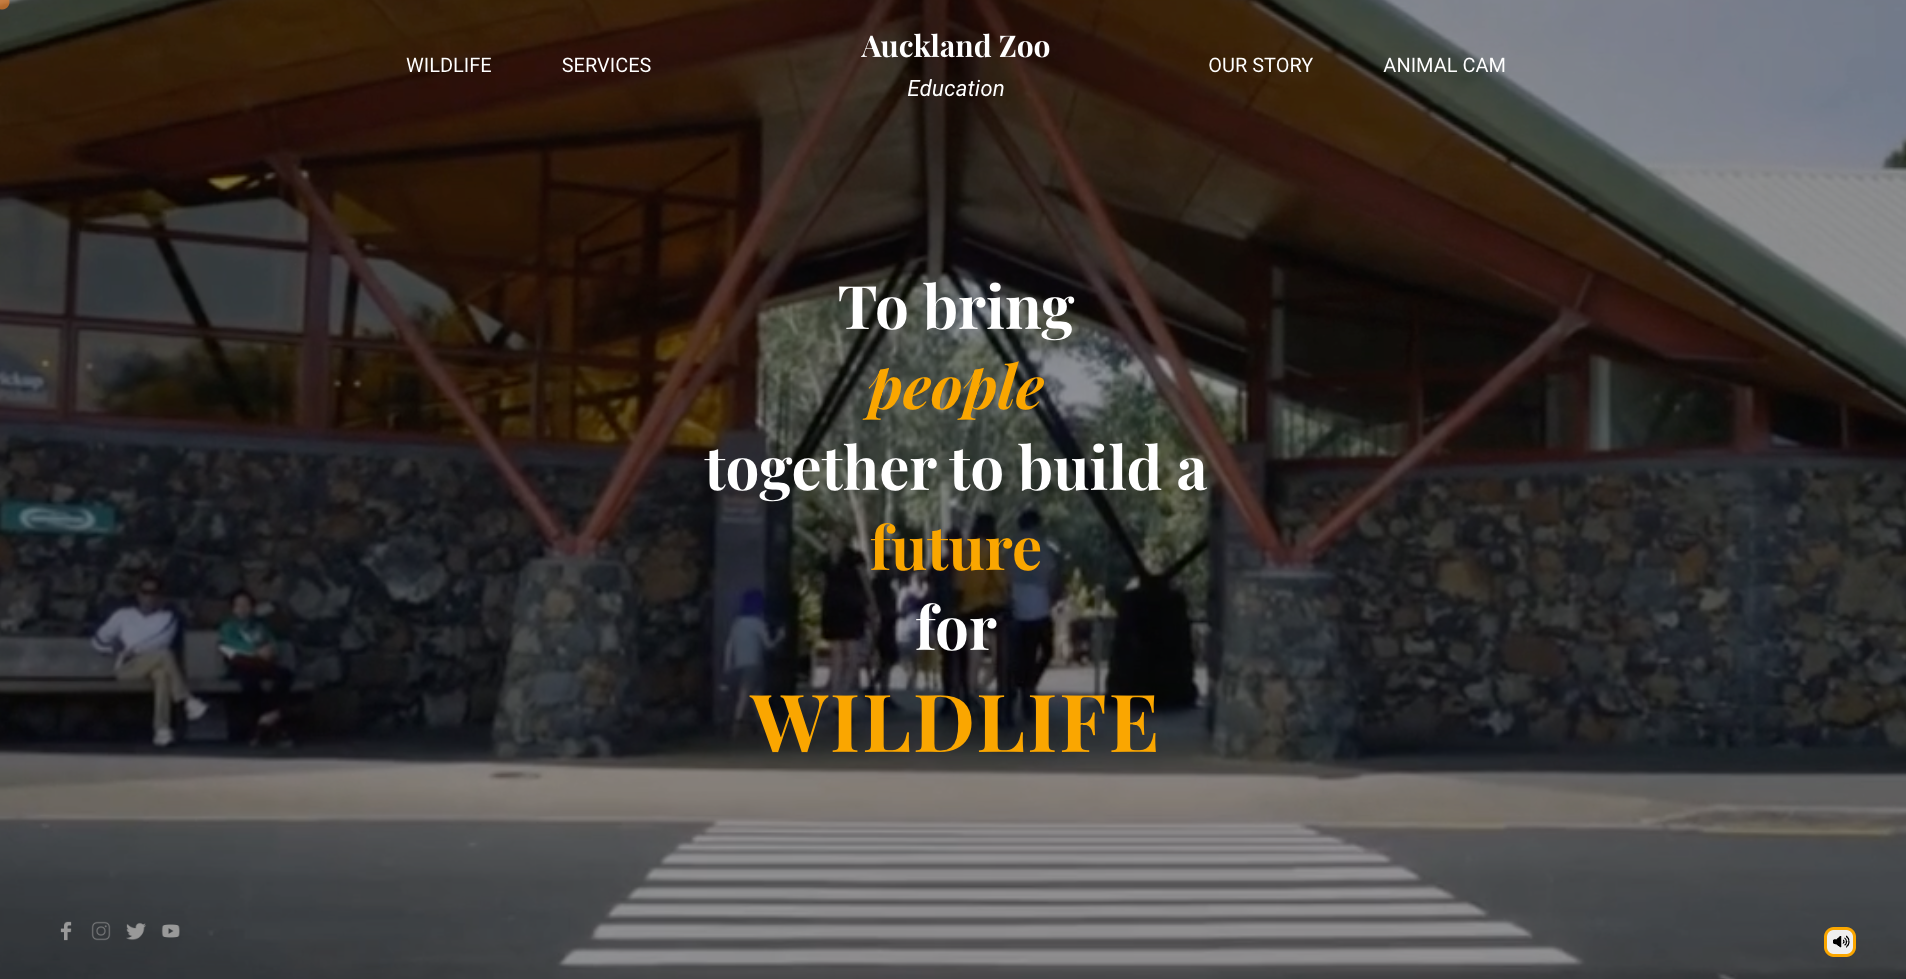 WILDLIFE
SERVICES
Auckland Zoo
Education
OUR STORY
ANIMAL CAM
To bring
people
together to build a
future
for
WILDLIFE